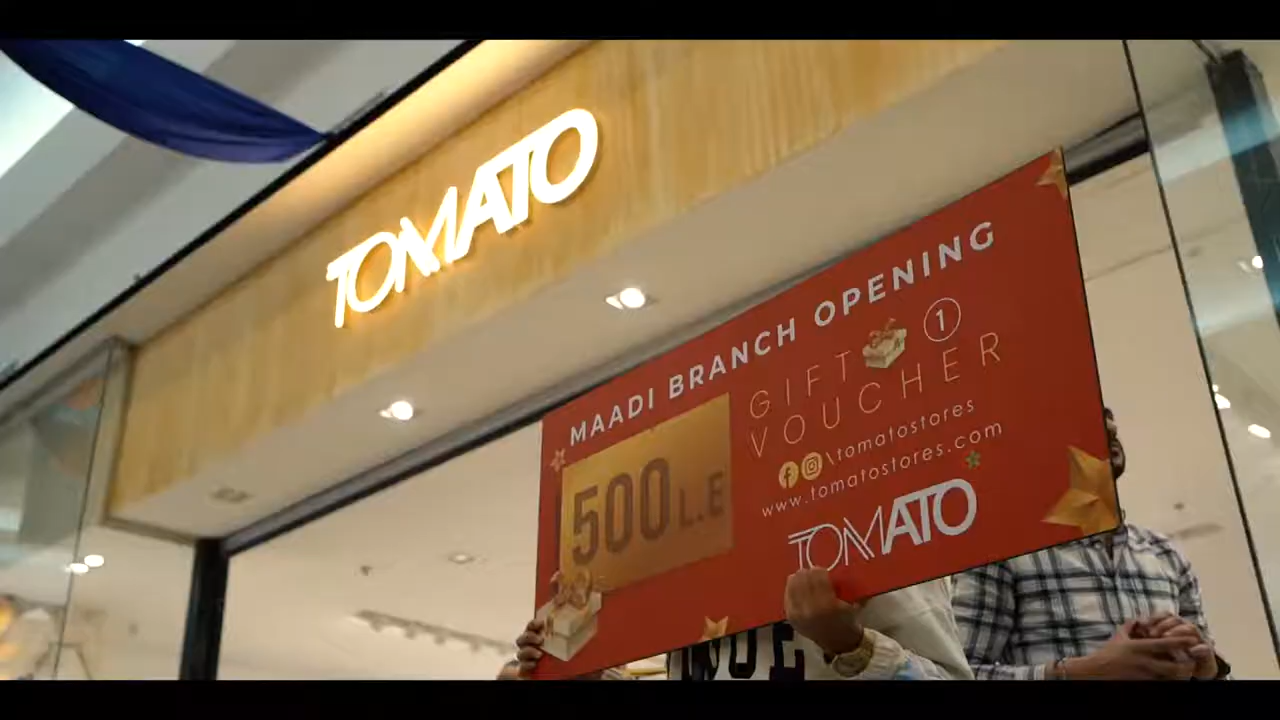 TOMATO
MAADI BRANCH OPENING
500 L.E
GIFT 1
VOUCHER
\tomatostores
www.tomatostores.com
TOMATO